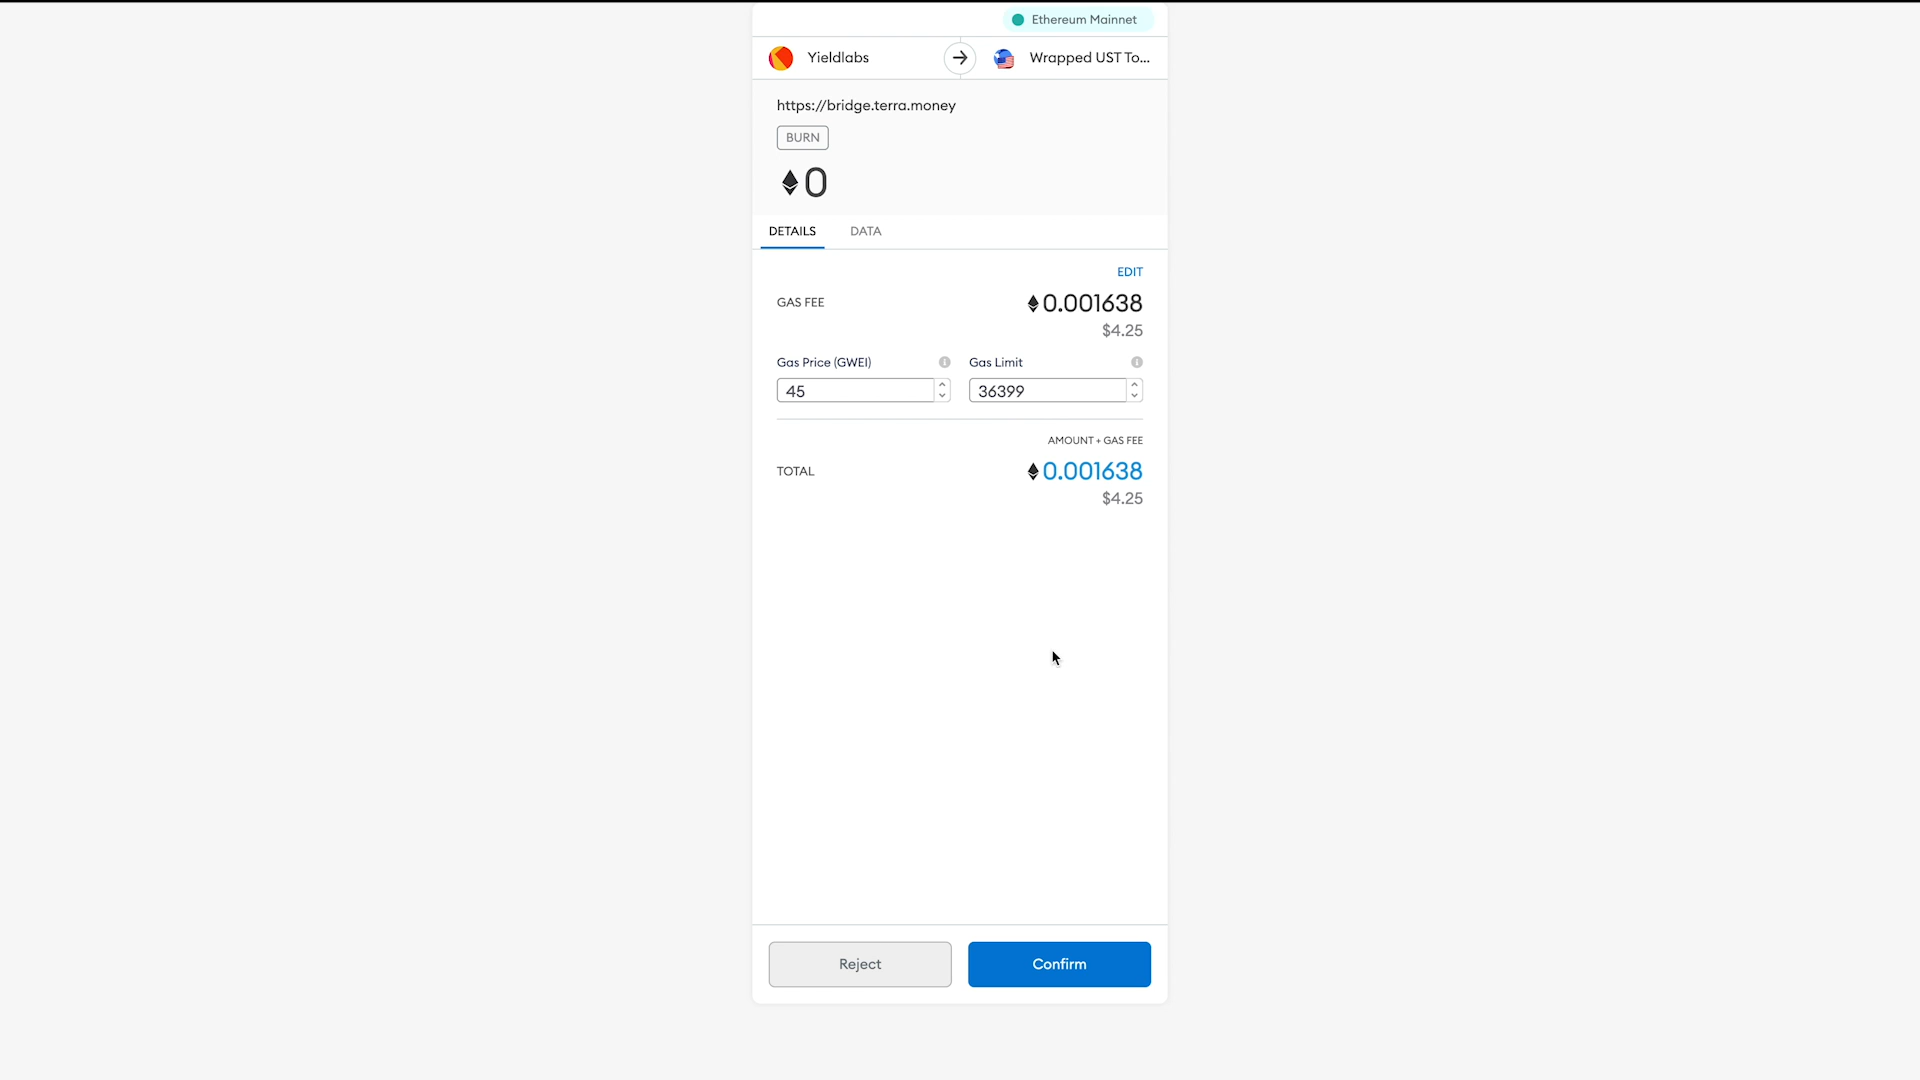 Ethereum Mainnet
Yieldlabs
Wrapped UST To...
https://bridge.terra.money
BURN
0
DETAILS
DATA
EDIT
GAS FEE
0.001638
$4.25
Gas Price (GWEI)
Gas Limit
45
36399
AMOUNT + GAS FEE
TOTAL
0.001638
$4.25
Reject
Confirm